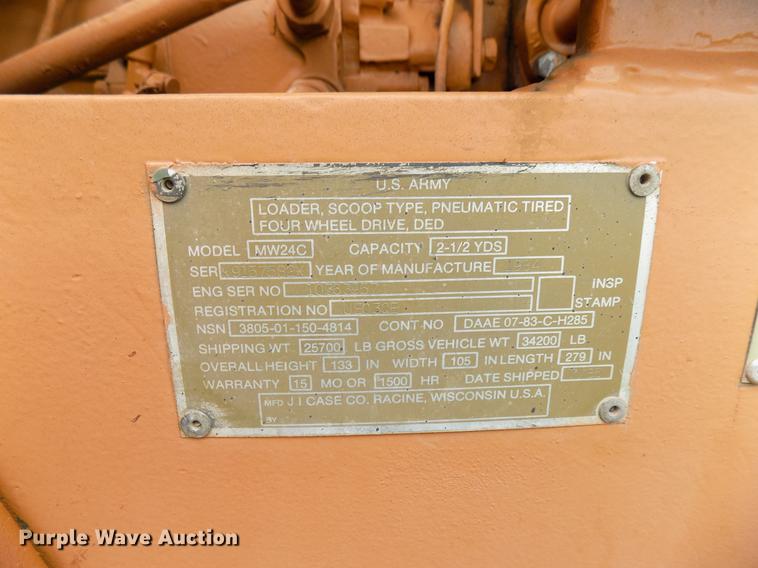 U.S. ARMY
LOADER, SCOOP TYPE, PNEUMATIC TIRED
FOUR WHEEL DRIVE, DED
MODEL MW24C CAPACITY 2-1/2 YDS
SER YEAR OF MANUFACTURE
ENG SER NO INSP
REGISTRATION NO STAMP
NSN 3805-01-150-4814 CONT NO DAAE 07-83-C-H285
SHIPPING WT 25700 LB GROSS VEHICLE WT 34200 LB
OVERALL HEIGHT 133 IN WIDTH 105 IN LENGTH 279 IN
WARRANTY 15 MO OR 1500 HR DATE SHIPPED
MFD J I CASE CO. RACINE, WISCONSIN U.S.A.
BY
Purple Wave Auction